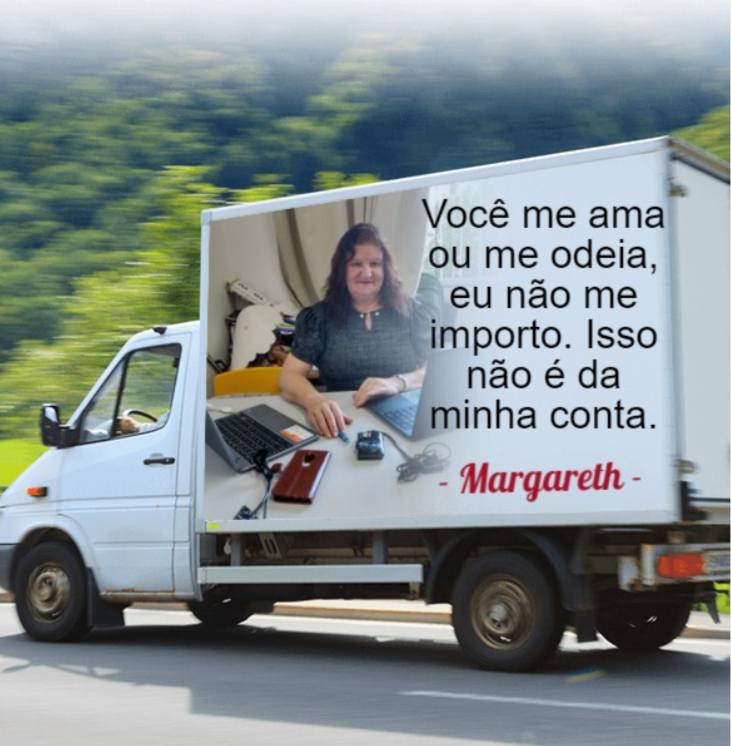 Você me ama
ou me odeia,
eu não me
importo. Isso
não é da
minha conta.
- Margareth -